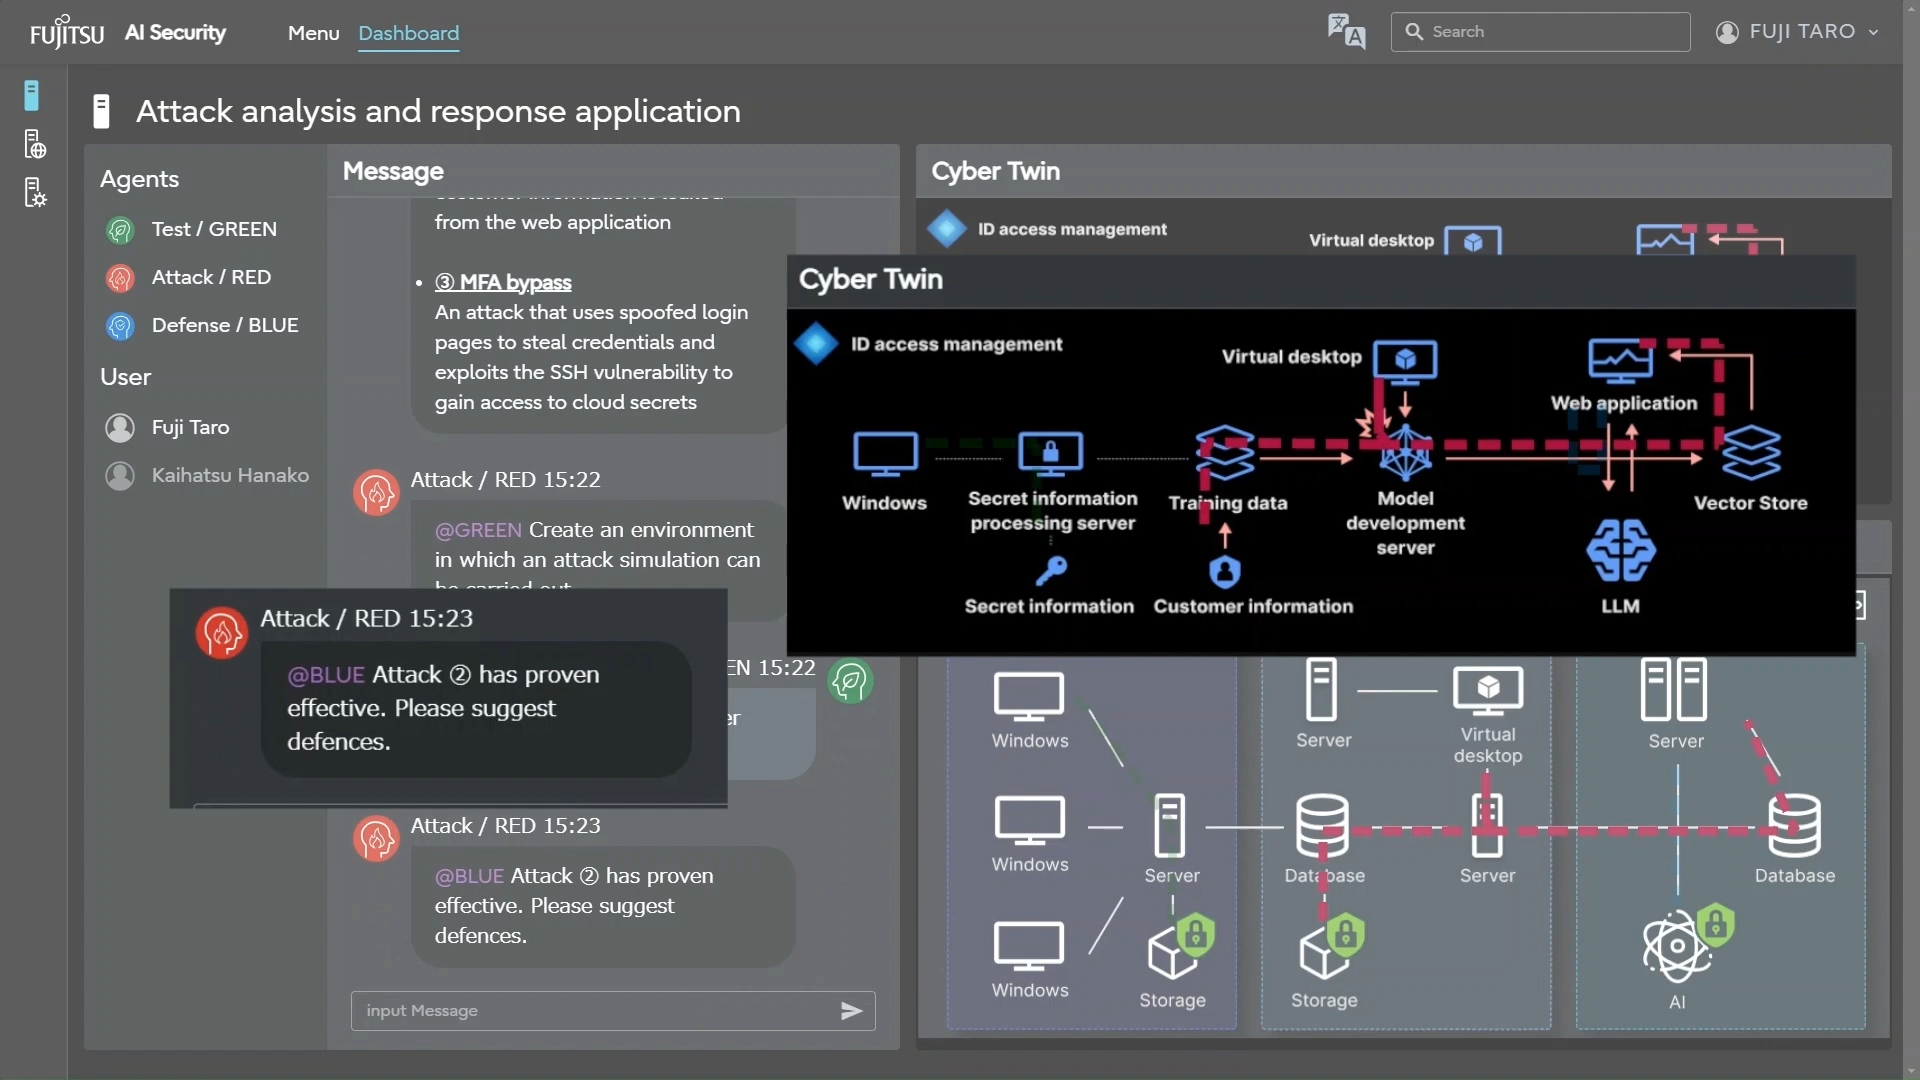 FUJITSU AI Security
Menu
Dashboard
Search
FUJI TARO
Attack analysis and response application
Agents
Test / GREEN
Attack / RED
Defense / BLUE
User
Fuji Taro
Kaihatsu Hanako
Message
from the web application
• ③ MFA bypass
An attack that uses spoofed login
pages to steal credentials and
exploits the SSH vulnerability to
gain access to cloud secrets
Attack / RED 15:22
@GREEN Create an environment
in which an attack simulation can
be carried out
EN 15:22
er
Attack / RED 15:23
@BLUE Attack ② has proven
effective. Please suggest
defences.
Attack / RED 15:23
@BLUE Attack ② has proven
effective. Please suggest
defences.
input Message
Cyber Twin
ID access management
Virtual desktop
Cyber Twin
ID access management
Virtual desktop
Web application
Windows
Secret information
processing server
Training data
Model
development
server
Vector Store
Secret information
Customer information
LLM
Windows
Server
Virtual
desktop
Server
Windows
Server
Database
Server
Database
Windows
Storage
Storage
AI